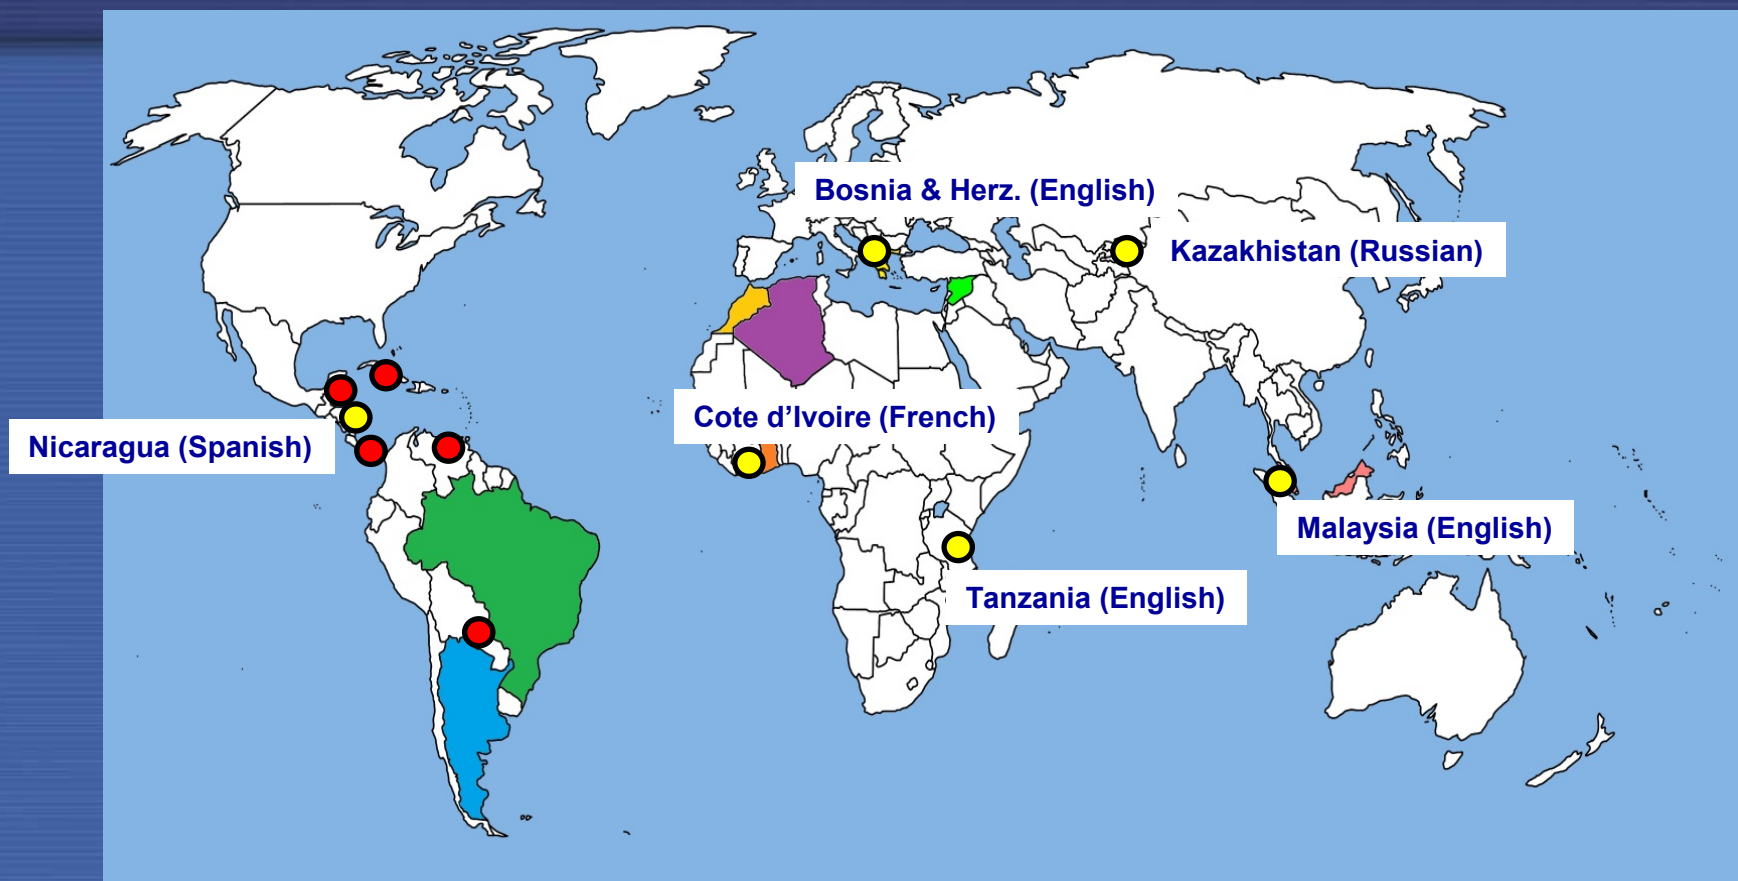 Bosnia & Herz. (English)
Kazakhistan (Russian)
Cote d’Ivoire (French)
Nicaragua (Spanish)
Malaysia (English)
Tanzania (English)